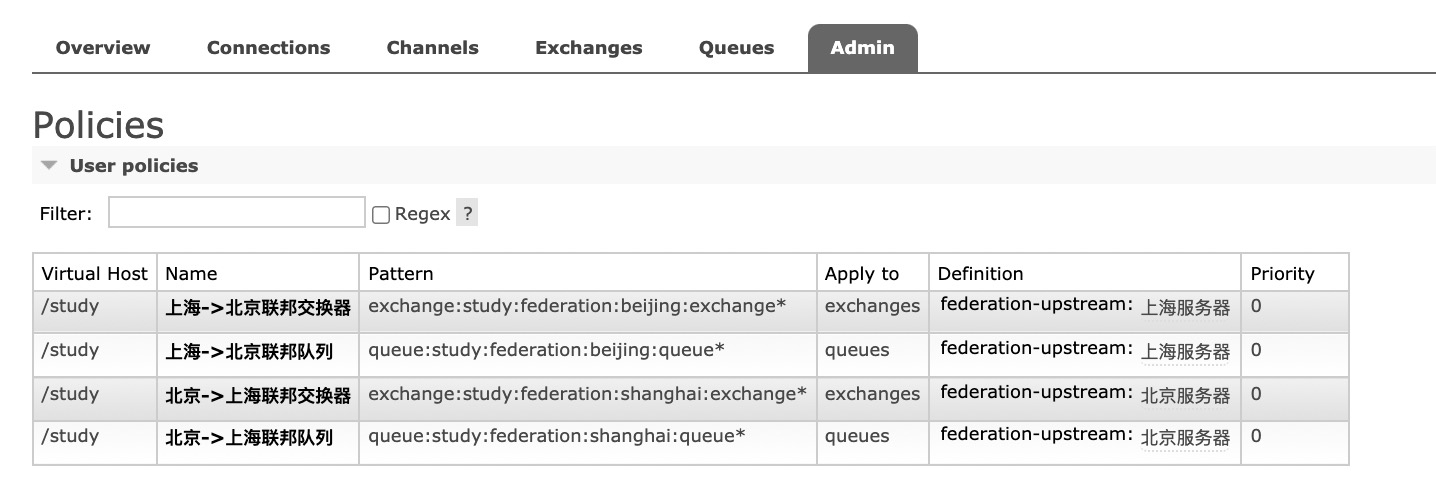 Overview Connections Channels Exchanges Queues Admin
Policies
User policies
Filter: Regex ?
Virtual Host Name Pattern Apply to Definition Priority
/study 上海->北京联邦交换器 exchange:study:federation:beijing:exchange* exchanges federation-upstream: 上海服务器 0
/study 上海->北京联邦队列 queue:study:federation:beijing:queue* queues federation-upstream: 上海服务器 0
/study 北京->上海联邦交换器 exchange:study:federation:shanghai:exchange* exchanges federation-upstream: 北京服务器 0
/study 北京->上海联邦队列 queue:study:federation:shanghai:queue* queues federation-upstream: 北京服务器 0